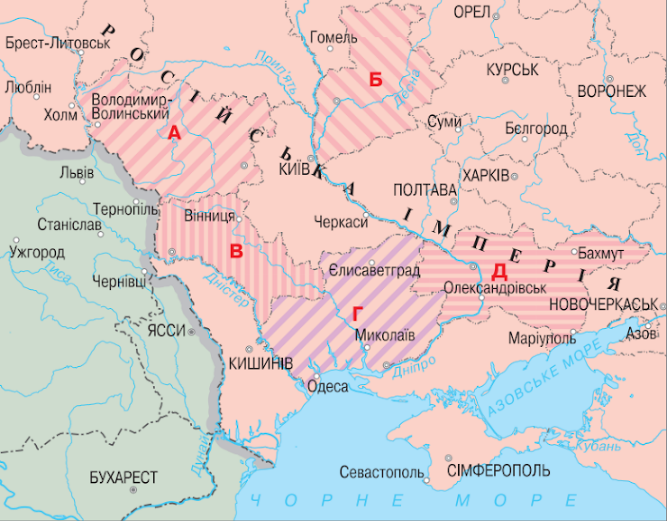 ОРЕЛ
Гомель
Брест-Литовськ
РОСІЙСЬКА ІМПЕРІЯ
Прип'ять
Б
КУРСЬК
ВОРОНЕЖ
Люблін
Володимир-
Волинський
Десна
Холм
А
Суми
Бєлгород
Дон
КИЇВ
Львів
ПОЛТАВА
ХАРКІВ
Тернопіль
Вінниця
Черкаси
Станіслав
Ужгород
В
Бахмут
Єлисаветград
Д
Тиса
Чернівці
Дністер
Олександрівськ
НОВОЧЕРКАСЬК
Г
ЯССИ
Миколаїв
Маріуполь
Азов
КИШИНІВ
Дніпро
АЗОВСЬКЕ МОРЕ
Одеса
Дунай
Кубань
БУХАРЕСТ
Севастополь
СІМФЕРОПОЛЬ
ЧОРНЕ МОРЕ